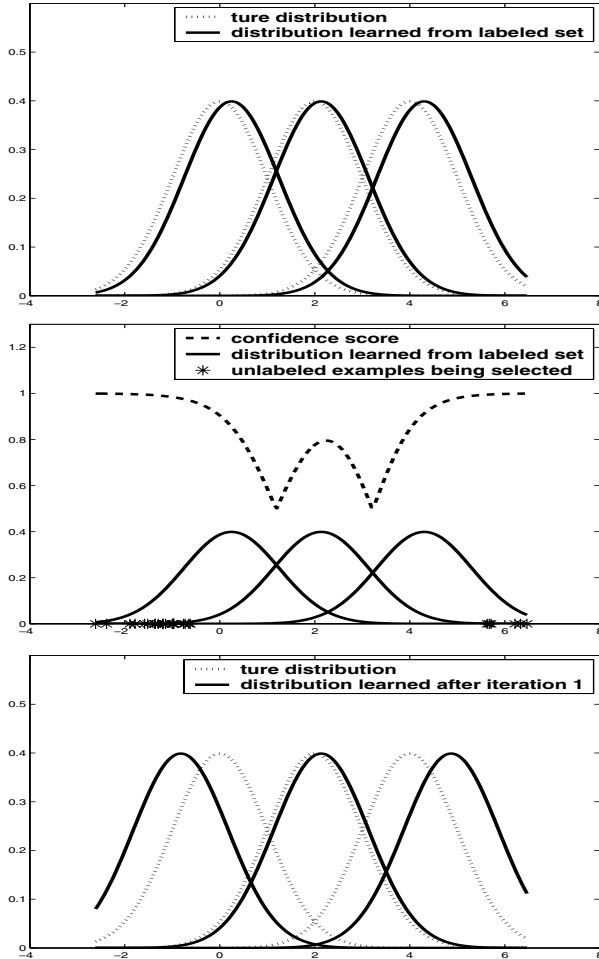 ture distribution
distribution learned from labeled set
0.5
0.4
0.3
0.2
0.1
0
−4 −2 0 2 4 6 8
confidence score
distribution learned from labeled set
unlabeled examples being selected
1.2
1
0.8
0.6
0.4
0.2
0
−4 −2 0 2 4 6 8
ture distribution
distribution learned after iteration 1
0.5
0.4
0.3
0.2
0.1
0
−4 −2 0 2 4 6 8